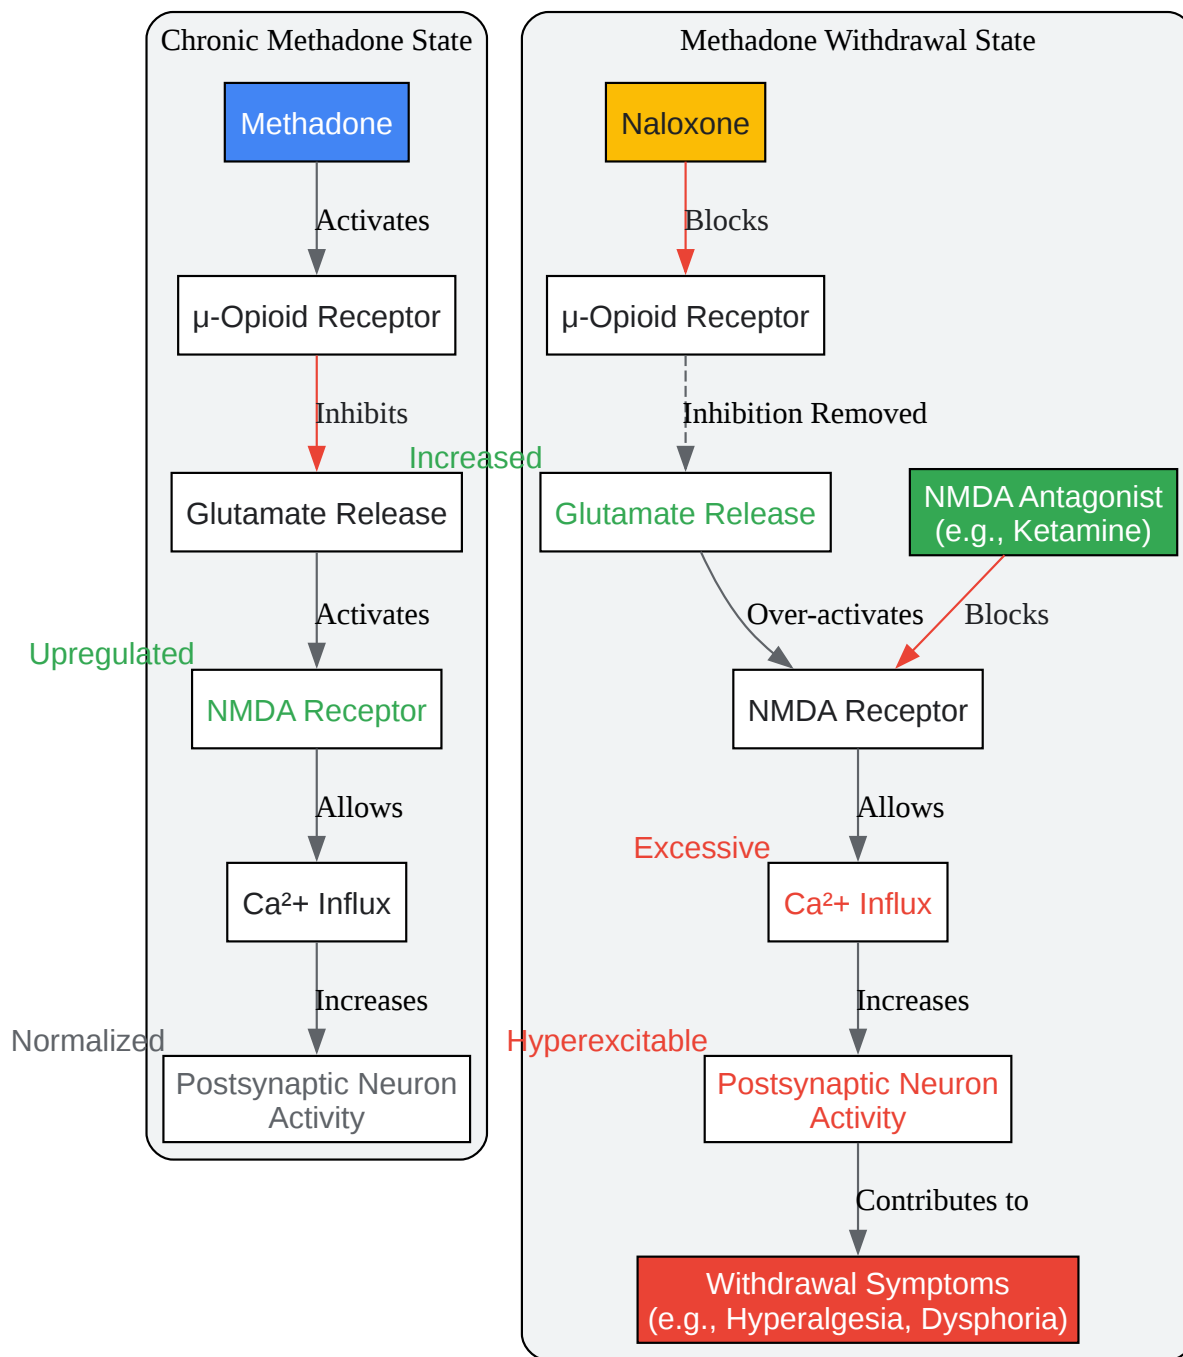 Chronic Methadone State
Methadone
Activates
μ-Opioid Receptor
Inhibits
Glutamate Release
Activates
Upregulated
NMDA Receptor
Allows
Ca²+ Influx
Increases
Normalized
Postsynaptic Neuron
Activity
Methadone Withdrawal State
Naloxone
Blocks
μ-Opioid Receptor
Inhibition Removed
Increased
Glutamate Release
NMDA Antagonist
(e.g., Ketamine)
Over-activates
Blocks
NMDA Receptor
Allows
Excessive
Ca²+ Influx
Increases
Hyperexcitable
Postsynaptic Neuron
Activity
Contributes to
Withdrawal Symptoms
(e.g., Hyperalgesia, Dysphoria)